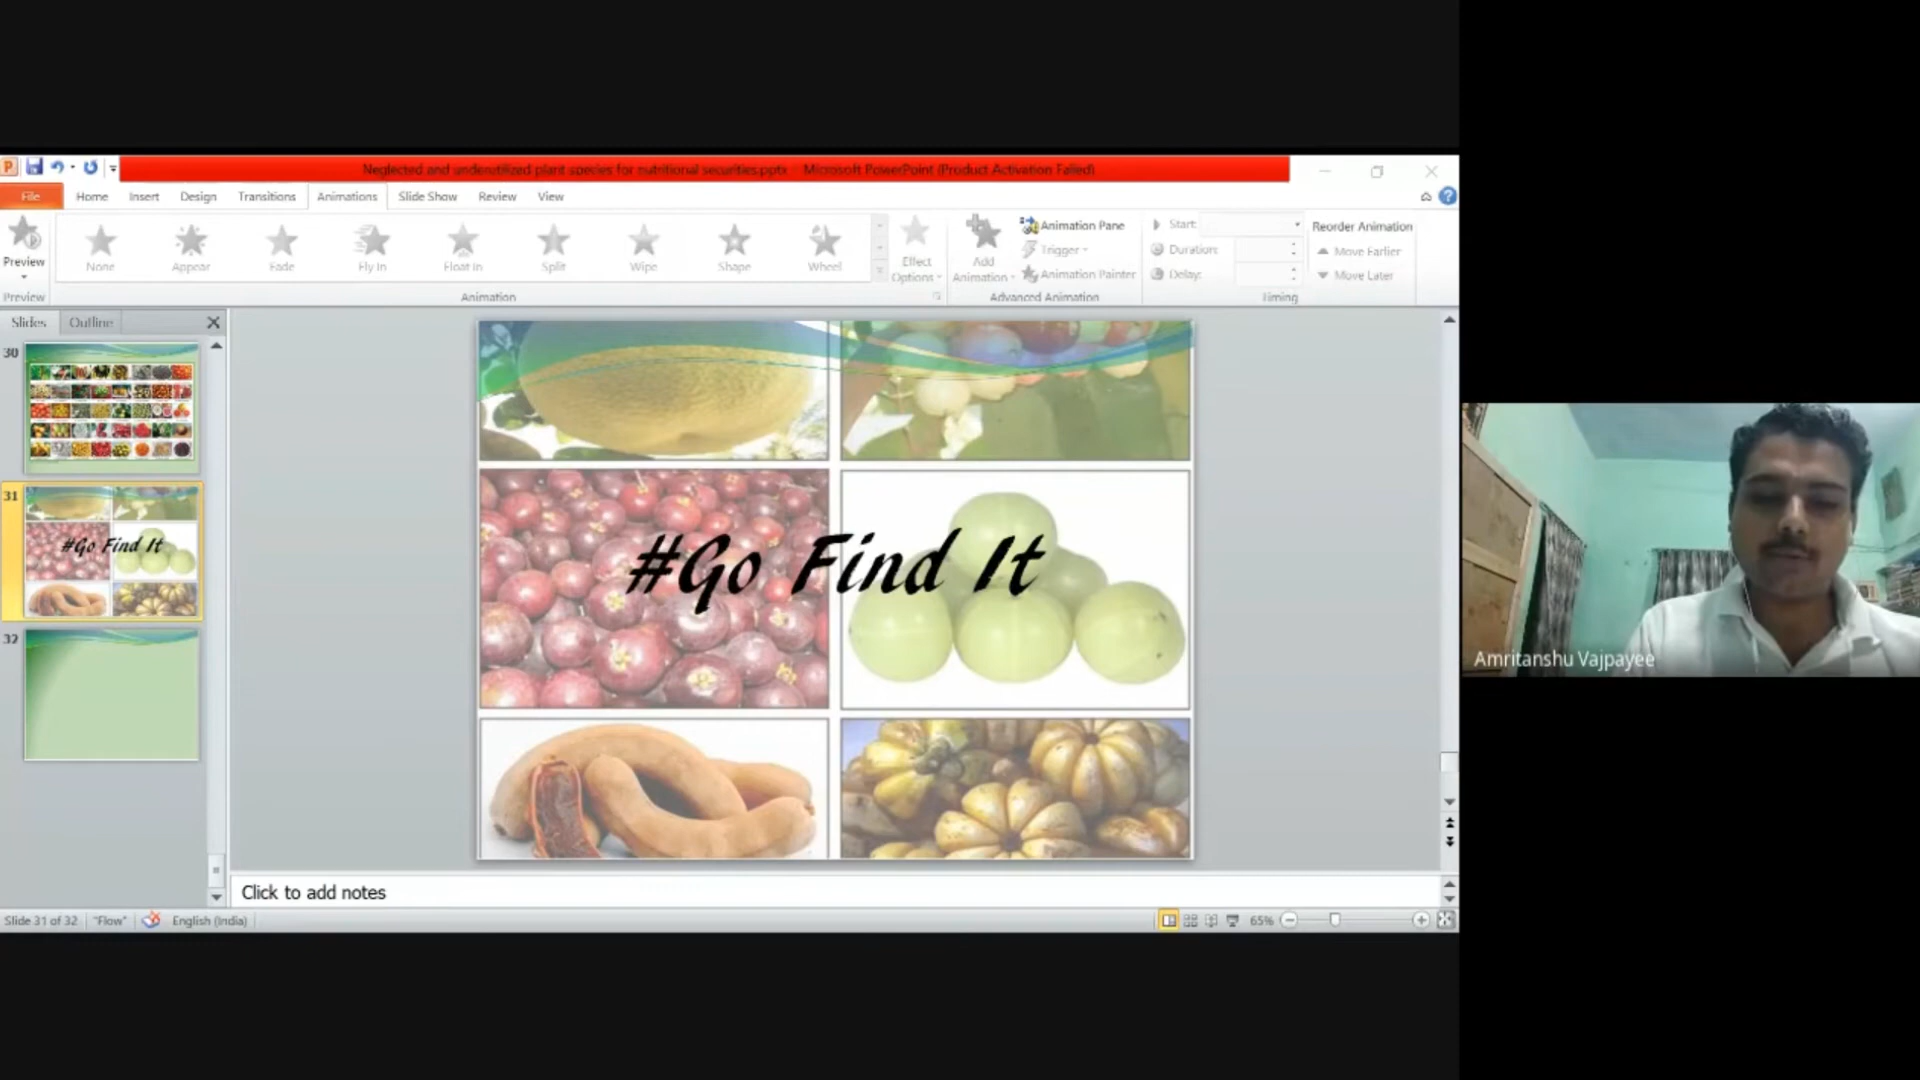 Neglected and underutilized plant species for nutritional securities.pptx - Microsoft PowerPoint (Product Activation Failed)
File Home Insert Design Transitions Animations Slide Show Review View
Preview
None Appear Fade Fly In Float In Split Wipe Shape Wheel
Effect Options
Add Animation
Animation Pane
Trigger
Animation Painter
Start:
Duration:
Delay:
Reorder Animation
Move Earlier
Move Later
Preview Animation Advanced Animation Timing
Slides Outline
30
31
#Go Find It
32
#Go Find It
Click to add notes
Slide 31 of 32 "Flow" English (India) 65%
Amritanshu Vajpayee